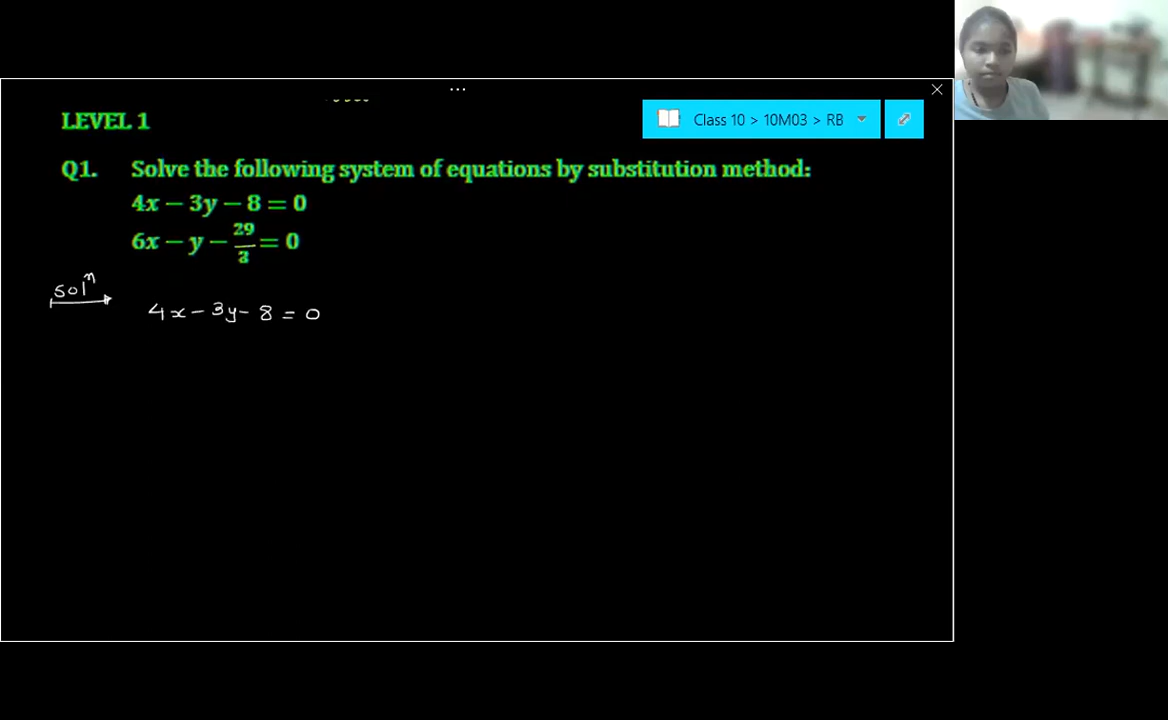 LEVEL 1
Class 10 > 10M03 > RB
Q1. Solve the following system of equations by substitution method:
4x − 3y − 8 = 0
6x − y − 29/3 = 0
Solⁿ
4x − 3y − 8 = 0